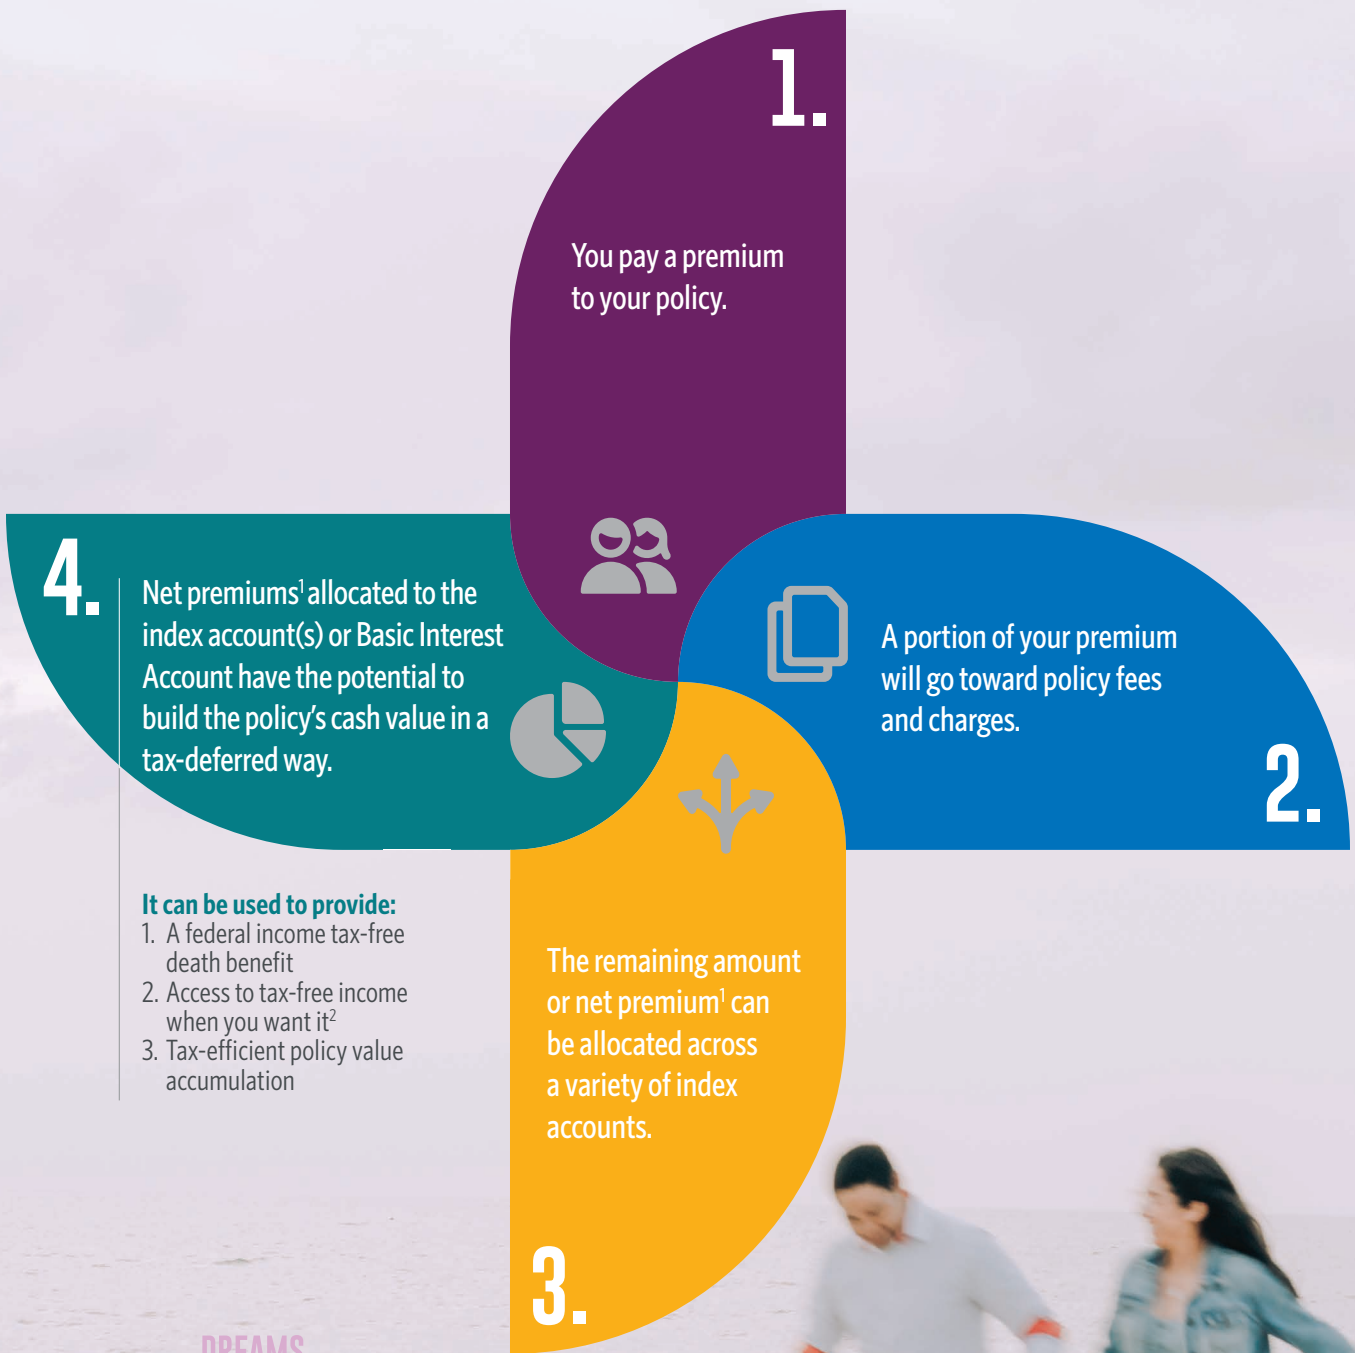 1.
You pay a premium
to your policy.
2.
A portion of your premium
will go toward policy fees
and charges.
3.
The remaining amount
or net premium¹ can
be allocated across
a variety of index
accounts.
4.
Net premiums¹ allocated to the
index account(s) or Basic Interest
Account have the potential to
build the policy’s cash value in a
tax-deferred way.
It can be used to provide:
1. A federal income tax-free
death benefit
2. Access to tax-free income
when you want it²
3. Tax-efficient policy value
accumulation
DREAMS